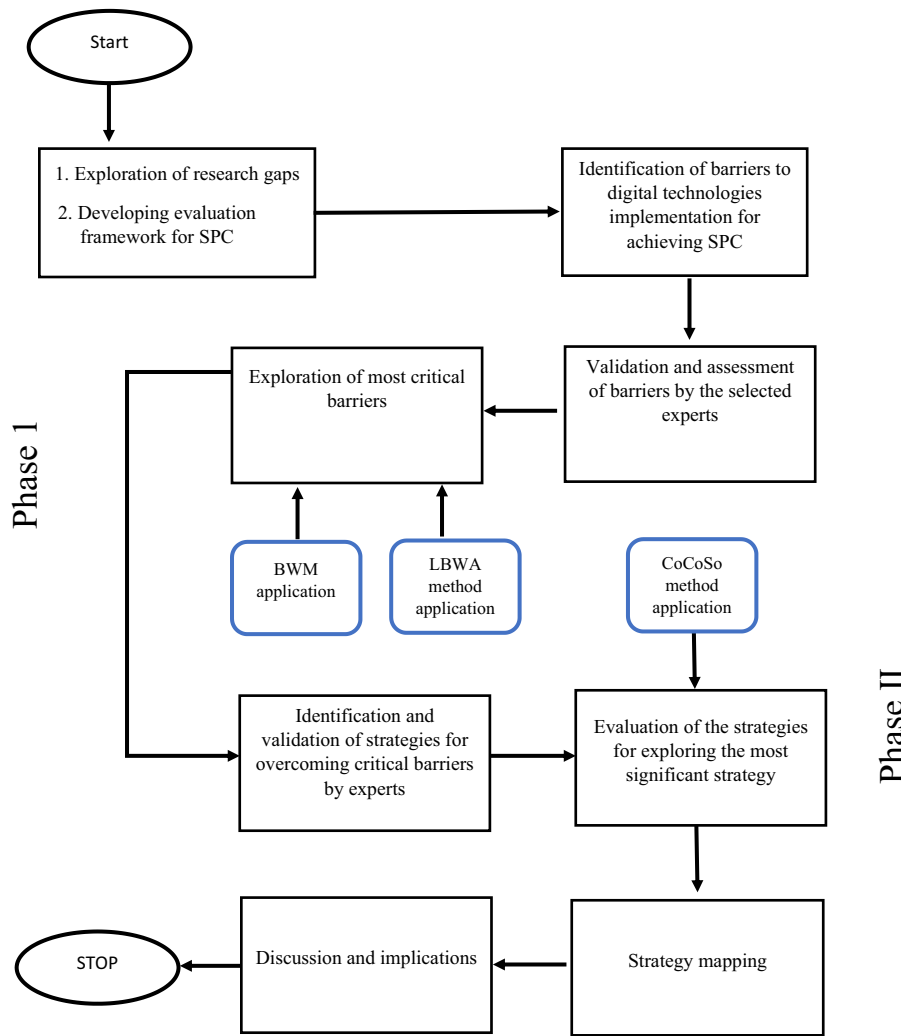 Start
1. Exploration of research gaps
2. Developing evaluation
framework for SPC
Identification of barriers to
digital technologies
implementation for
achieving SPC
Validation and assessment
of barriers by the selected
experts
Exploration of most critical
barriers
Phase 1
BWM
application
LBWA
method
application
CoCoSo
method
application
Identification and
validation of strategies for
overcoming critical barriers
by experts
Evaluation of the strategies
for exploring the most
significant strategy
Phase II
Strategy mapping
Discussion and implications
STOP